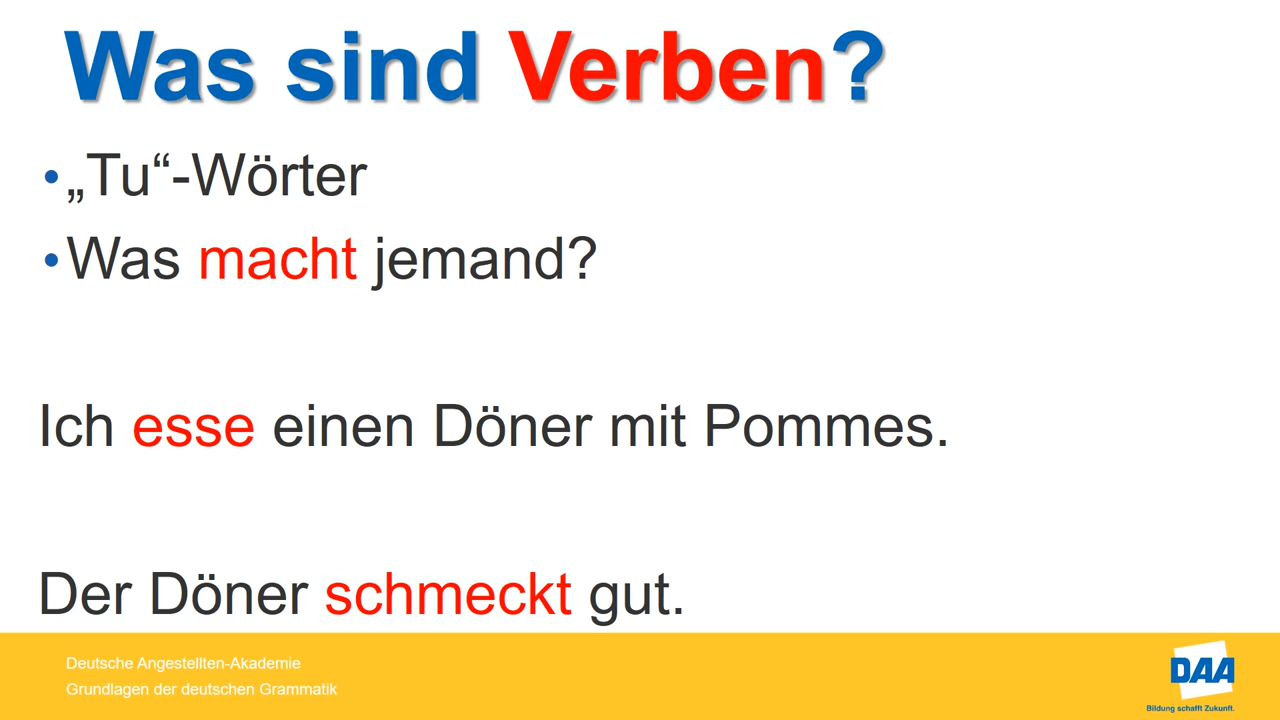 Was sind Verben?
• „Tu“-Wörter
• Was macht jemand?
Ich esse einen Döner mit Pommes.
Der Döner schmeckt gut.
Deutsche Angestellten-Akademie
Grundlagen der deutschen Grammatik
DAA
Bildung schafft Zukunft.